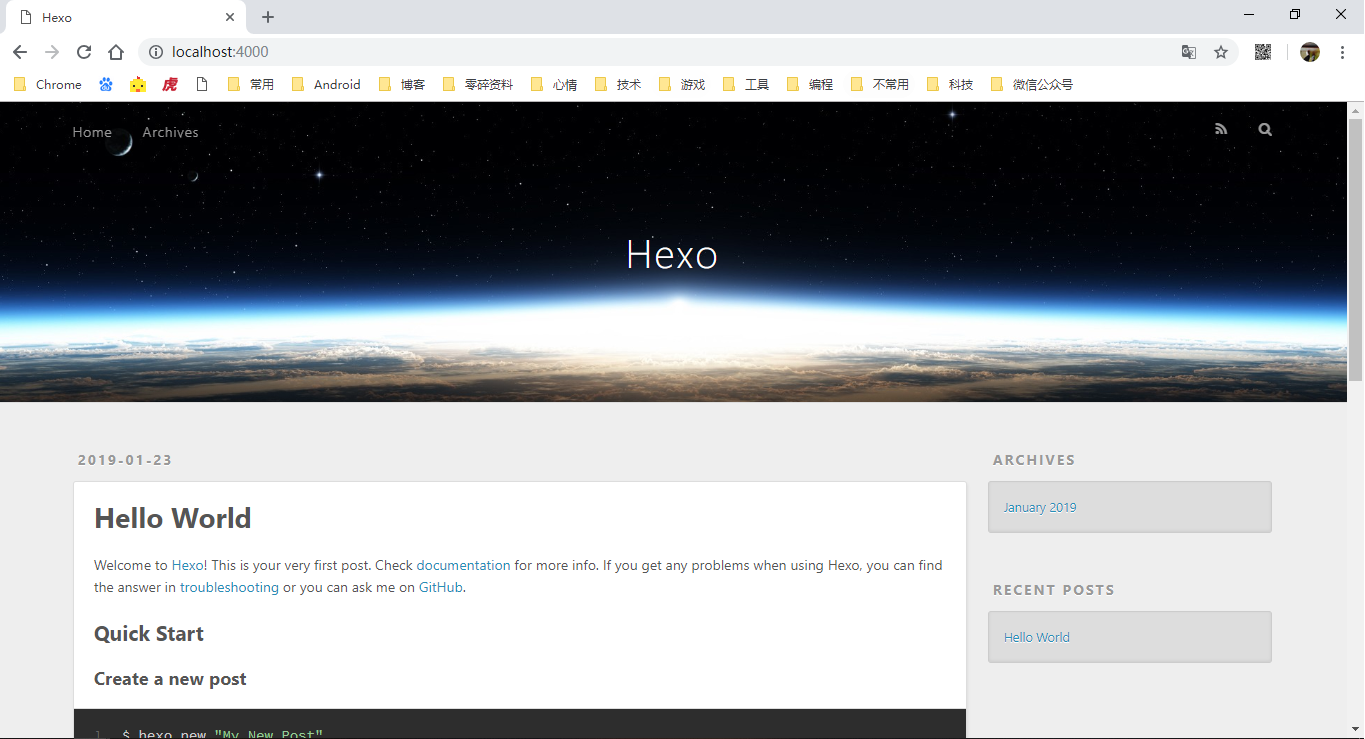 Hexo
localhost:4000
Chrome 常用 Android 博客 零碎资料 心情 技术 游戏 工具 编程 不常用 科技 微信公众号
Home Archives
Hexo
2019-01-23
Hello World
Welcome to Hexo! This is your very first post. Check documentation for more info. If you get any problems when using Hexo, you can find
the answer in troubleshooting or you can ask me on GitHub.
Quick Start
Create a new post
1 $ hexo new "My New Post"
ARCHIVES
January 2019
RECENT POSTS
Hello World